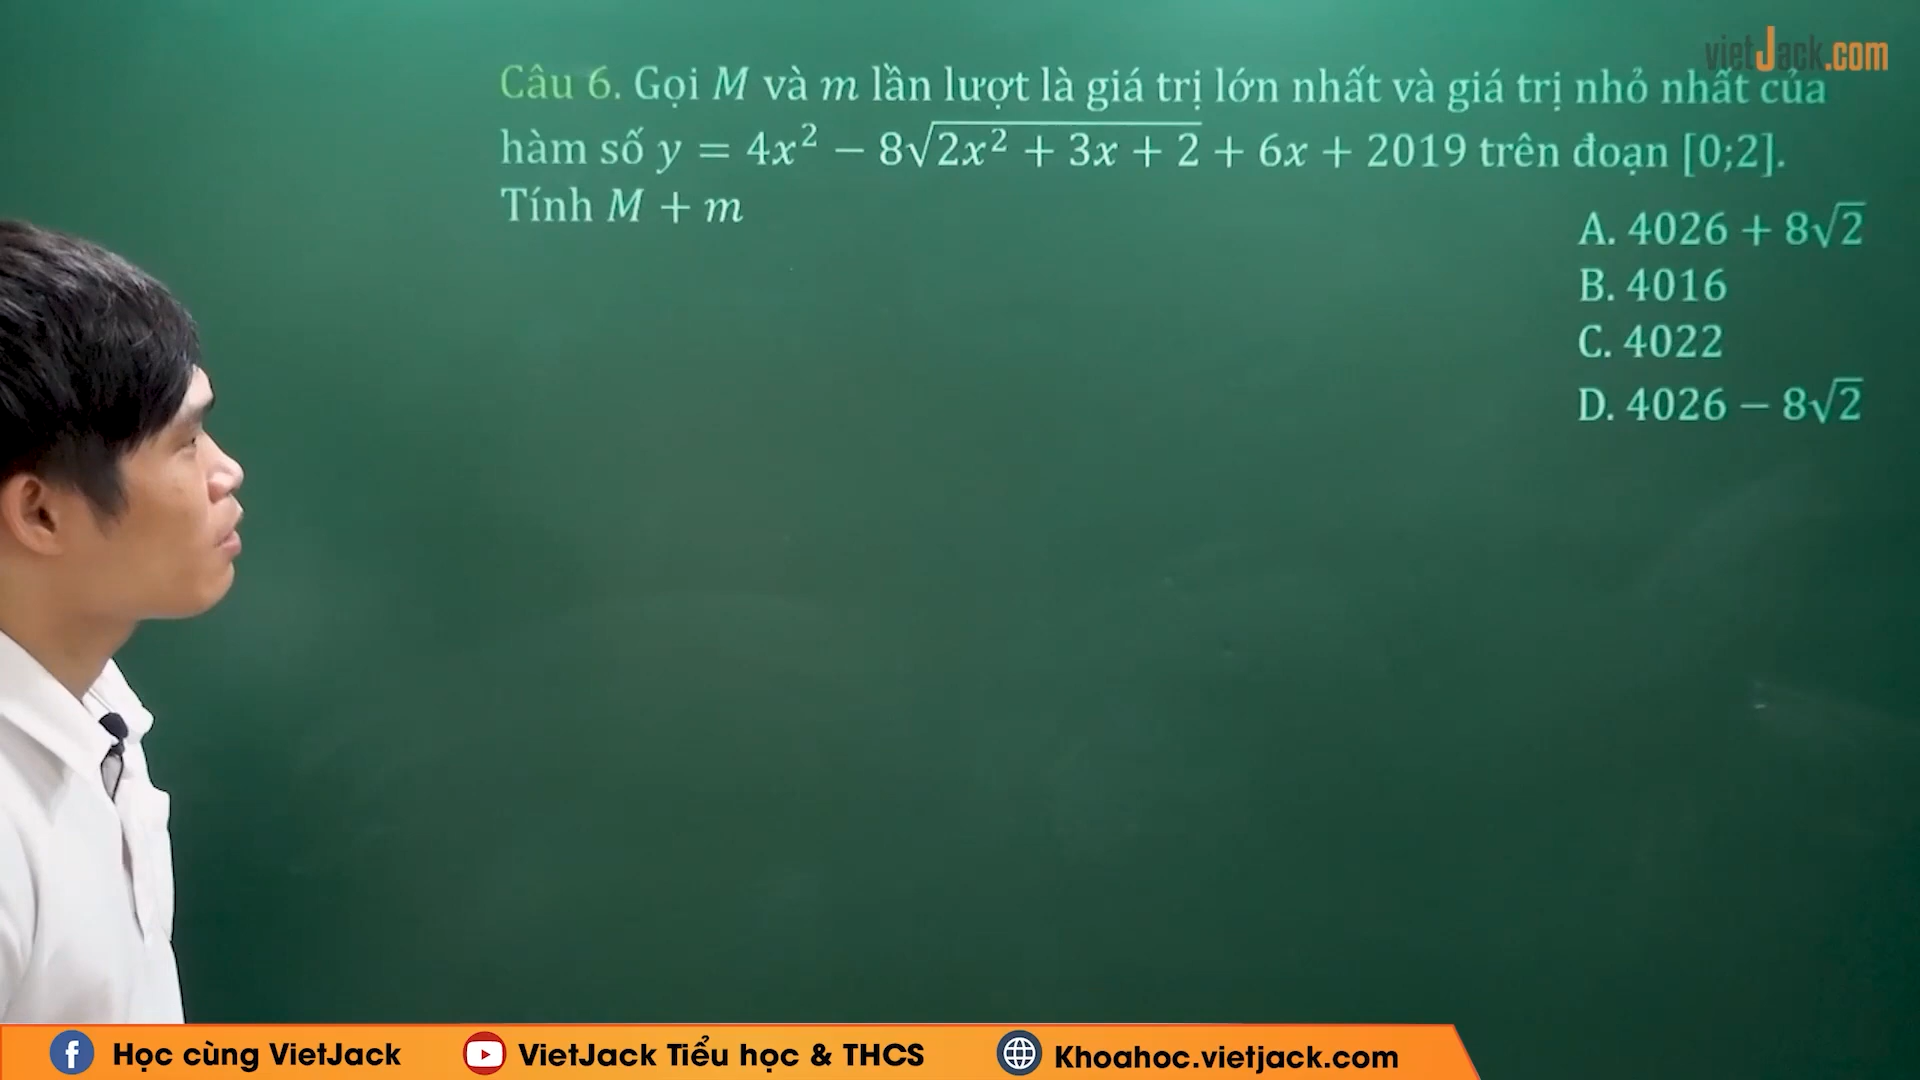 vietJack.com
Câu 6. Gọi M và m lần lượt là giá trị lớn nhất và giá trị nhỏ nhất của
hàm số y = 4x² − 8√(2x² + 3x + 2) + 6x + 2019 trên đoạn [0;2].
Tính M + m
A. 4026 + 8√2
B. 4016
C. 4022
D. 4026 − 8√2
Học cùng VietJack
VietJack Tiểu học & THCS
Khoahoc.vietjack.com